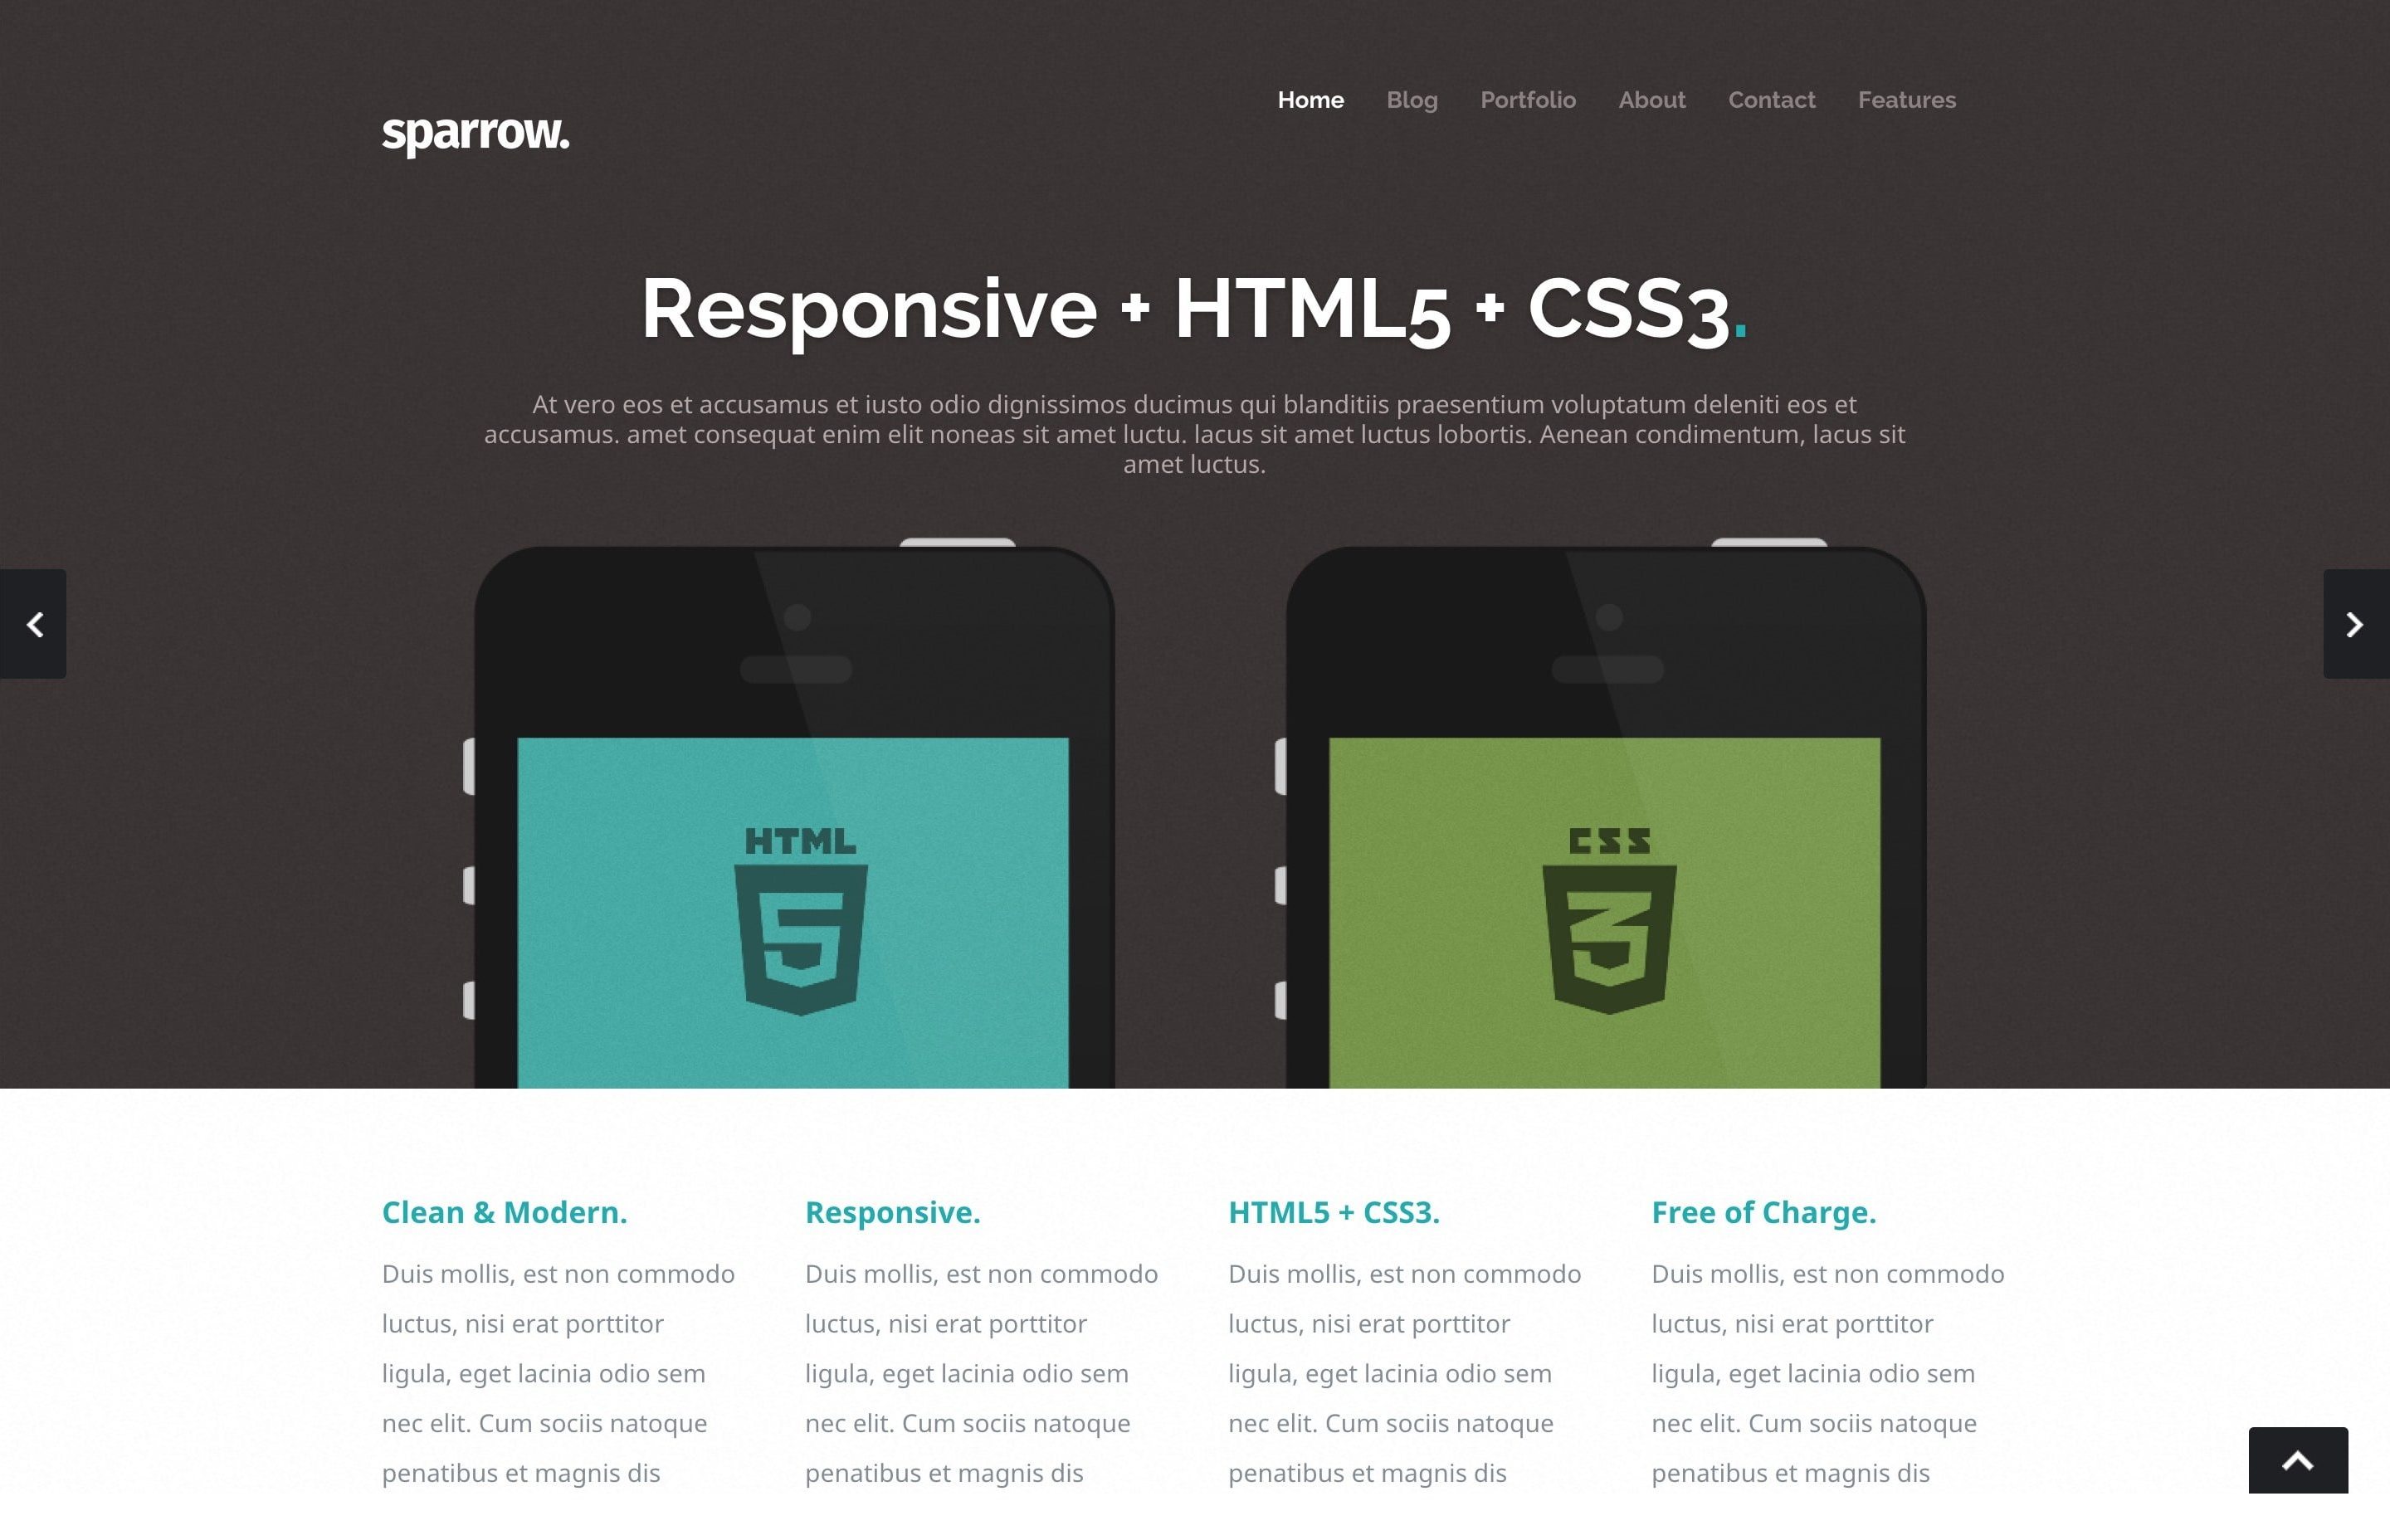 sparrow.
Home Blog Portfolio About Contact Features
Responsive + HTML5 + CSS3.
At vero eos et accusamus et iusto odio dignissimos ducimus qui blanditiis praesentium voluptatum deleniti eos et
accusamus. amet consequat enim elit noneas sit amet luctu. lacus sit amet luctus lobortis. Aenean condimentum, lacus sit
amet luctus.
HTML
5
CSS
3
Clean & Modern.
Duis mollis, est non commodo
luctus, nisi erat porttitor
ligula, eget lacinia odio sem
nec elit. Cum sociis natoque
penatibus et magnis dis
Responsive.
Duis mollis, est non commodo
luctus, nisi erat porttitor
ligula, eget lacinia odio sem
nec elit. Cum sociis natoque
penatibus et magnis dis
HTML5 + CSS3.
Duis mollis, est non commodo
luctus, nisi erat porttitor
ligula, eget lacinia odio sem
nec elit. Cum sociis natoque
penatibus et magnis dis
Free of Charge.
Duis mollis, est non commodo
luctus, nisi erat porttitor
ligula, eget lacinia odio sem
nec elit. Cum sociis natoque
penatibus et magnis dis